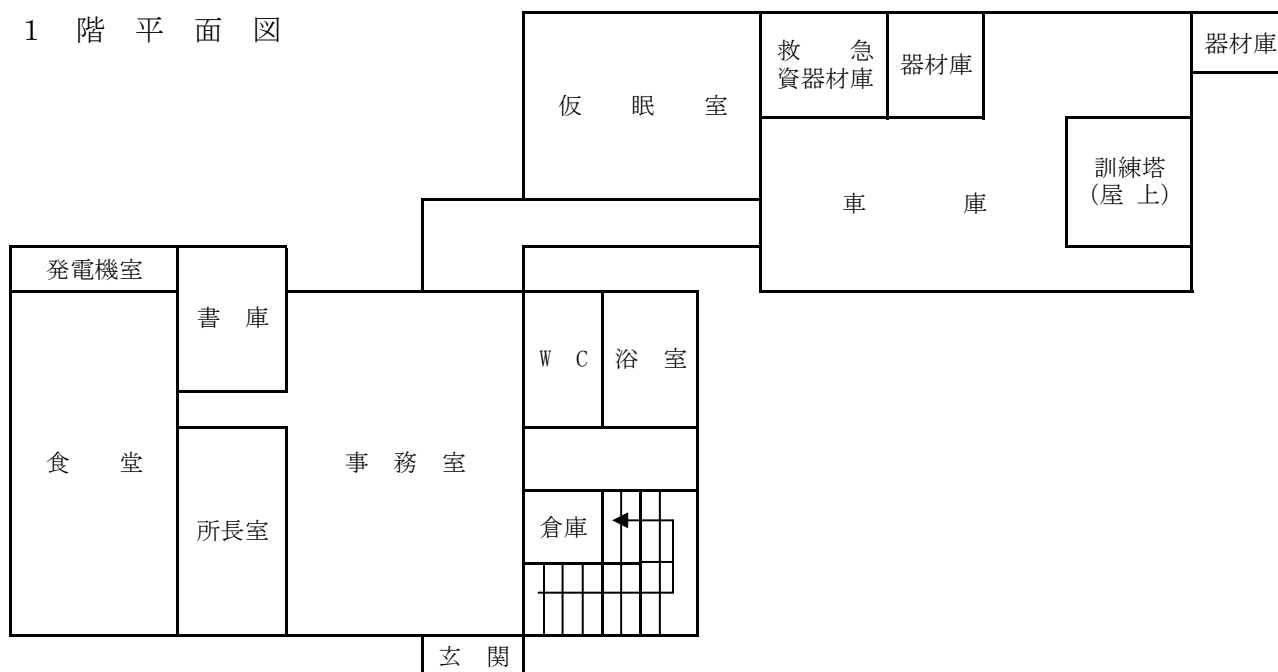 1 階 平 面 図
救 急
資器材庫
器材庫
器材庫
仮 眠 室
訓練塔
(屋 上)
車 庫
発電機室
書 庫
W C
浴 室
食 堂
事 務 室
所長室
倉庫
玄 関